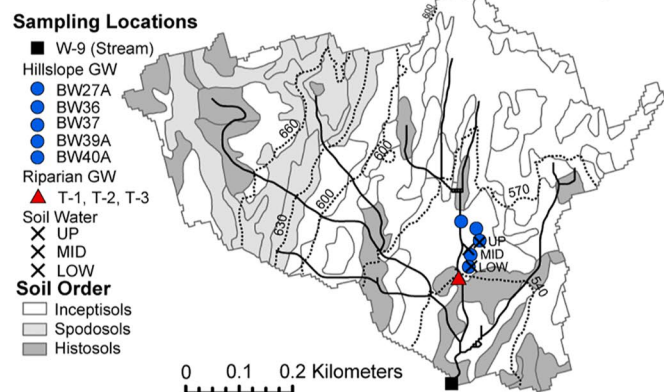 Sampling Locations
W-9 (Stream)
Hillslope GW
BW27A
BW36
BW37
BW39A
BW40A
Riparian GW
T-1, T-2, T-3
Soil Water
UP
MID
LOW
Soil Order
Inceptisols
Spodosols
Histosols
0 0.1 0.2 Kilometers
600
660
600
630
600
570
UP
MID
LOW
540